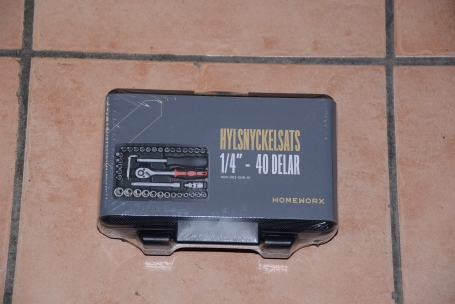 HYLSNYCKELSATS
1/4" - 40 DELAR
HOMEWORX